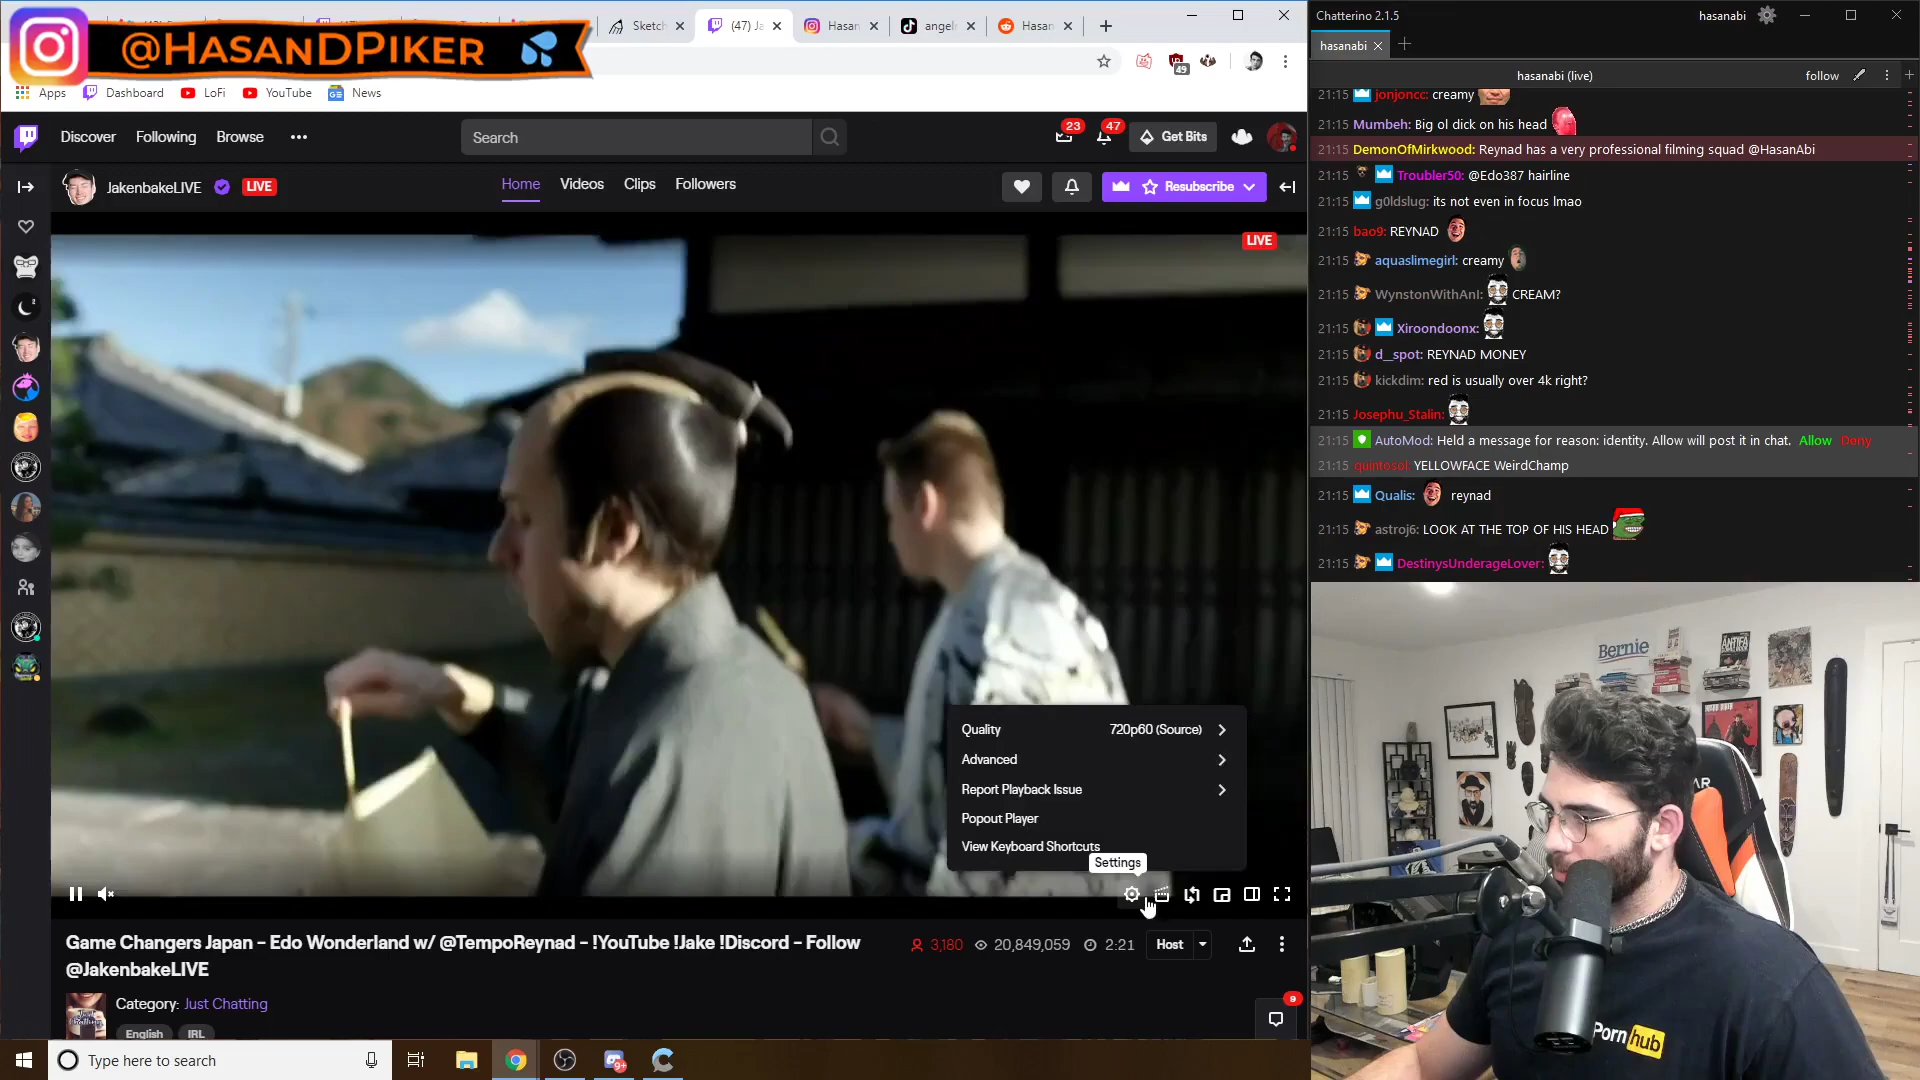 @HASANDPIKER
Sketch
(47) Ja
Hasan
angelr
Hasan
49
Apps
Dashboard
LoFi
YouTube
News
Discover
Following
Browse
Search
23
47
Get Bits
JakenbakeLIVE
LIVE
Home
Videos
Clips
Followers
Resubscribe
LIVE
Quality
720p60 (Source)
Advanced
Report Playback Issue
Popout Player
View Keyboard Shortcuts
Settings
Game Changers Japan - Edo Wonderland w/ @TempoReynad - !YouTube !Jake !Discord - Follow
@JakenbakeLIVE
3,180
20,849,059
2:21
Host
Category: Just Chatting
English
IRL
9
Type here to search
9+
Chatterino 2.1.5
hasanabi
hasanabi
hasanabi (live)
follow
21:15 jonjoncc: creamy
21:15 Mumbeh: Big ol dick on his head
21:15 DemonOfMirkwood: Reynad has a very professional filming squad @HasanAbi
21:15 Troubler50: @Edo387 hairline
21:15 g0ldslug: its not even in focus lmao
21:15 bao9: REYNAD
21:15 aquaslimegirl: creamy
21:15 WynstonWithAnI: CREAM?
21:15 Xiroondoonx:
21:15 d__spot: REYNAD MONEY
21:15 kickdim: red is usually over 4k right?
21:15 Josephu_Stalin:
21:15 AutoMod: Held a message for reason: identity. Allow will post it in chat. Allow Deny
21:15 quintosol: YELLOWFACE WeirdChamp
21:15 Qualis: reynad
21:15 astroj6: LOOK AT THE TOP OF HIS HEAD
21:15 DestinysUnderageLover:
Bernie
ANTIFA
Porn hub